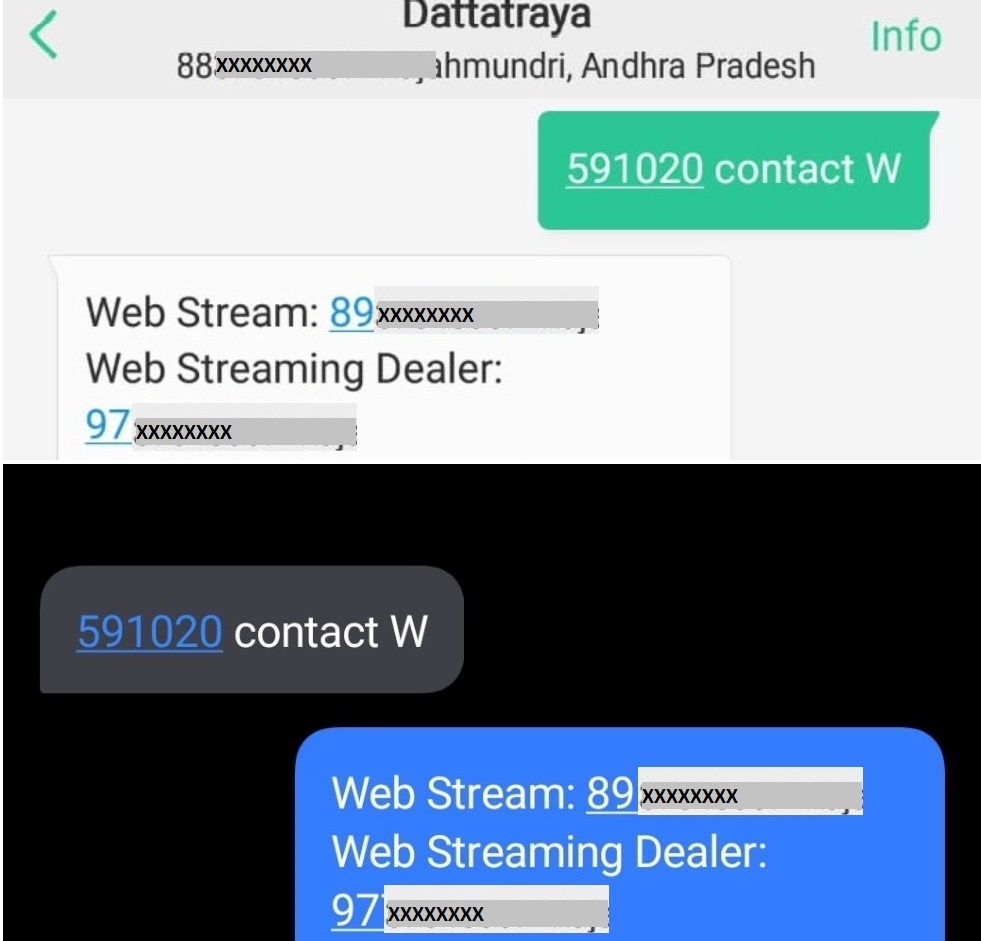 Dattatraya
Info
88xxxxxxxx ahmundri, Andhra Pradesh
591020 contact W
Web Stream: 89xxxxxxxx
Web Streaming Dealer:
97xxxxxxxx
591020 contact W
Web Stream: 89xxxxxxxx
Web Streaming Dealer:
97xxxxxxxx